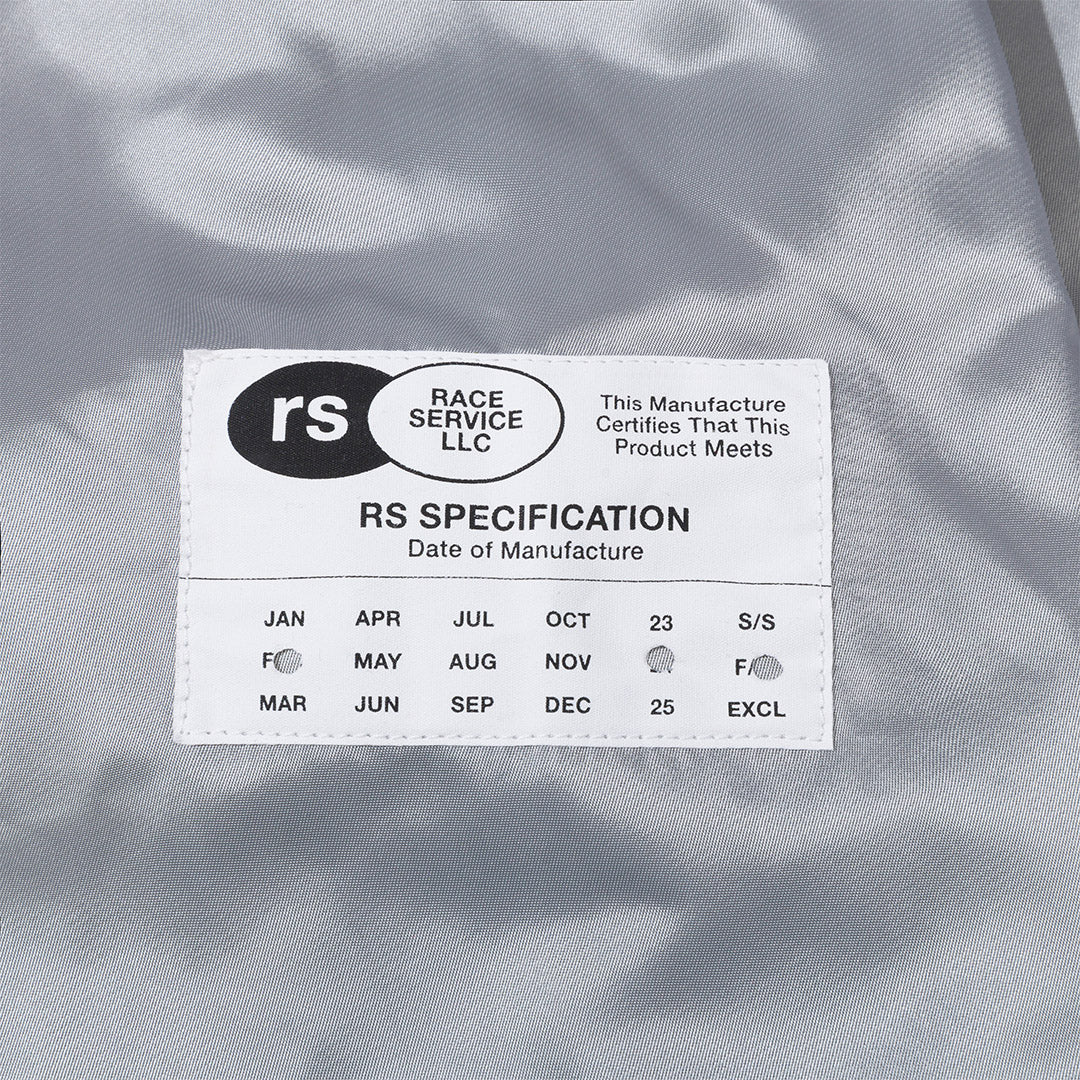 rs
RACE
SERVICE
LLC
This Manufacture
Certifies That This
Product Meets
RS SPECIFICATION
Date of Manufacture
JAN APR JUL OCT 23 S/S
F MAY AUG NOV F/
MAR JUN SEP DEC 25 EXCL